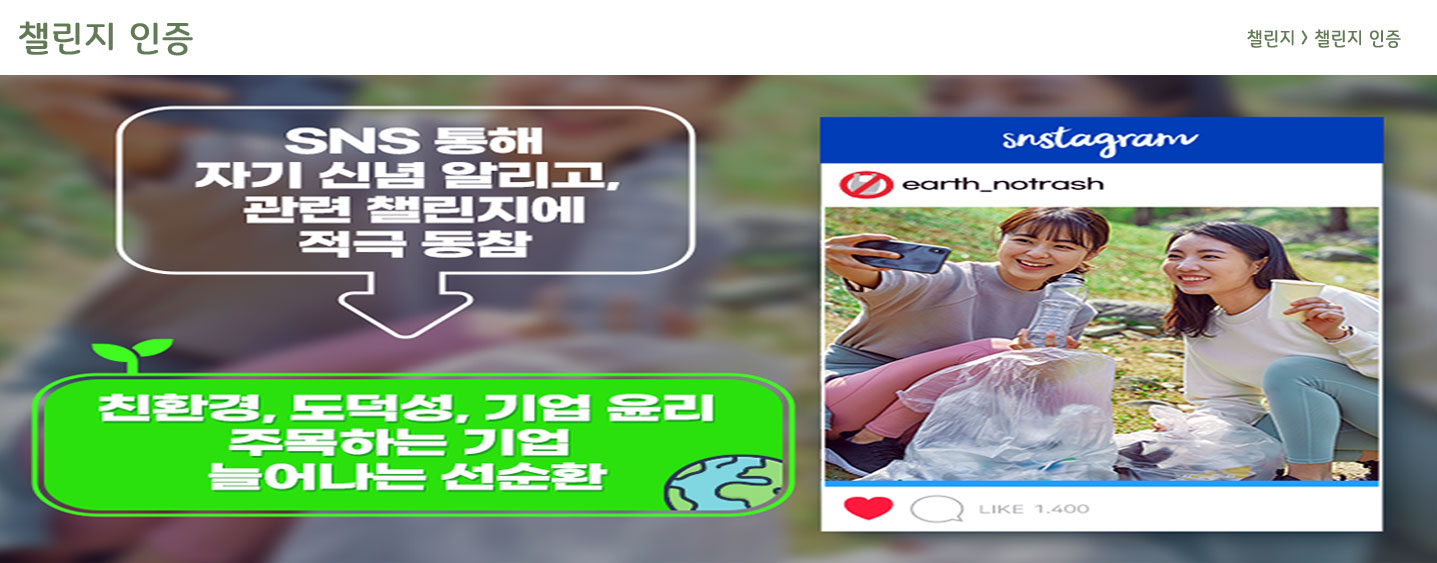 챌린지 인증
챌린지 > 챌린지 인증
SNS 통해
자기 신념 알리고,
관련 챌린지에
적극 동참
친환경, 도덕성, 기업 윤리
주목하는 기업
늘어나는 선순환
snstagram
earth_notrash
LIKE 1.400